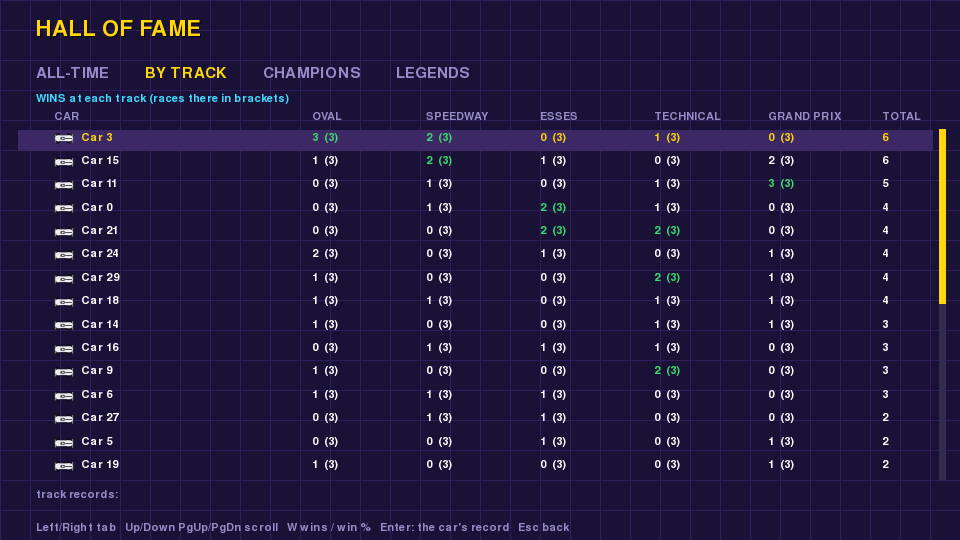 HALL OF FAME
ALL-TIME BY TRACK CHAMPIONS LEGENDS
WINS at each track (races there in brackets)
CAR OVAL SPEEDWAY ESSES TECHNICAL GRAND PRIX TOTAL
Car 3 3 (3) 2 (3) 0 (3) 1 (3) 0 (3) 6
Car 15 1 (3) 2 (3) 1 (3) 0 (3) 2 (3) 6
Car 11 0 (3) 1 (3) 0 (3) 1 (3) 3 (3) 5
Car 0 0 (3) 1 (3) 2 (3) 1 (3) 0 (3) 4
Car 21 0 (3) 0 (3) 2 (3) 2 (3) 0 (3) 4
Car 24 2 (3) 0 (3) 1 (3) 0 (3) 1 (3) 4
Car 29 1 (3) 0 (3) 0 (3) 2 (3) 1 (3) 4
Car 18 1 (3) 1 (3) 0 (3) 1 (3) 1 (3) 4
Car 14 1 (3) 0 (3) 0 (3) 1 (3) 1 (3) 3
Car 16 0 (3) 1 (3) 1 (3) 1 (3) 0 (3) 3
Car 9 1 (3) 0 (3) 0 (3) 2 (3) 0 (3) 3
Car 6 1 (3) 1 (3) 1 (3) 0 (3) 0 (3) 3
Car 27 0 (3) 1 (3) 1 (3) 0 (3) 0 (3) 2
Car 5 0 (3) 0 (3) 1 (3) 0 (3) 1 (3) 2
Car 19 1 (3) 0 (3) 0 (3) 0 (3) 1 (3) 2
track records:
Left/Right tab Up/Down PgUp/PgDn scroll W wins / win % Enter: the car's record Esc back